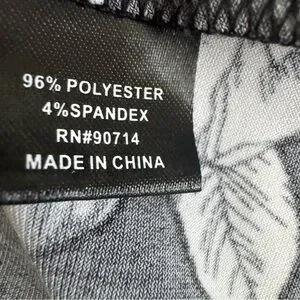 96% POLYESTER
4%SPANDEX
RN#90714
MADE IN CHINA